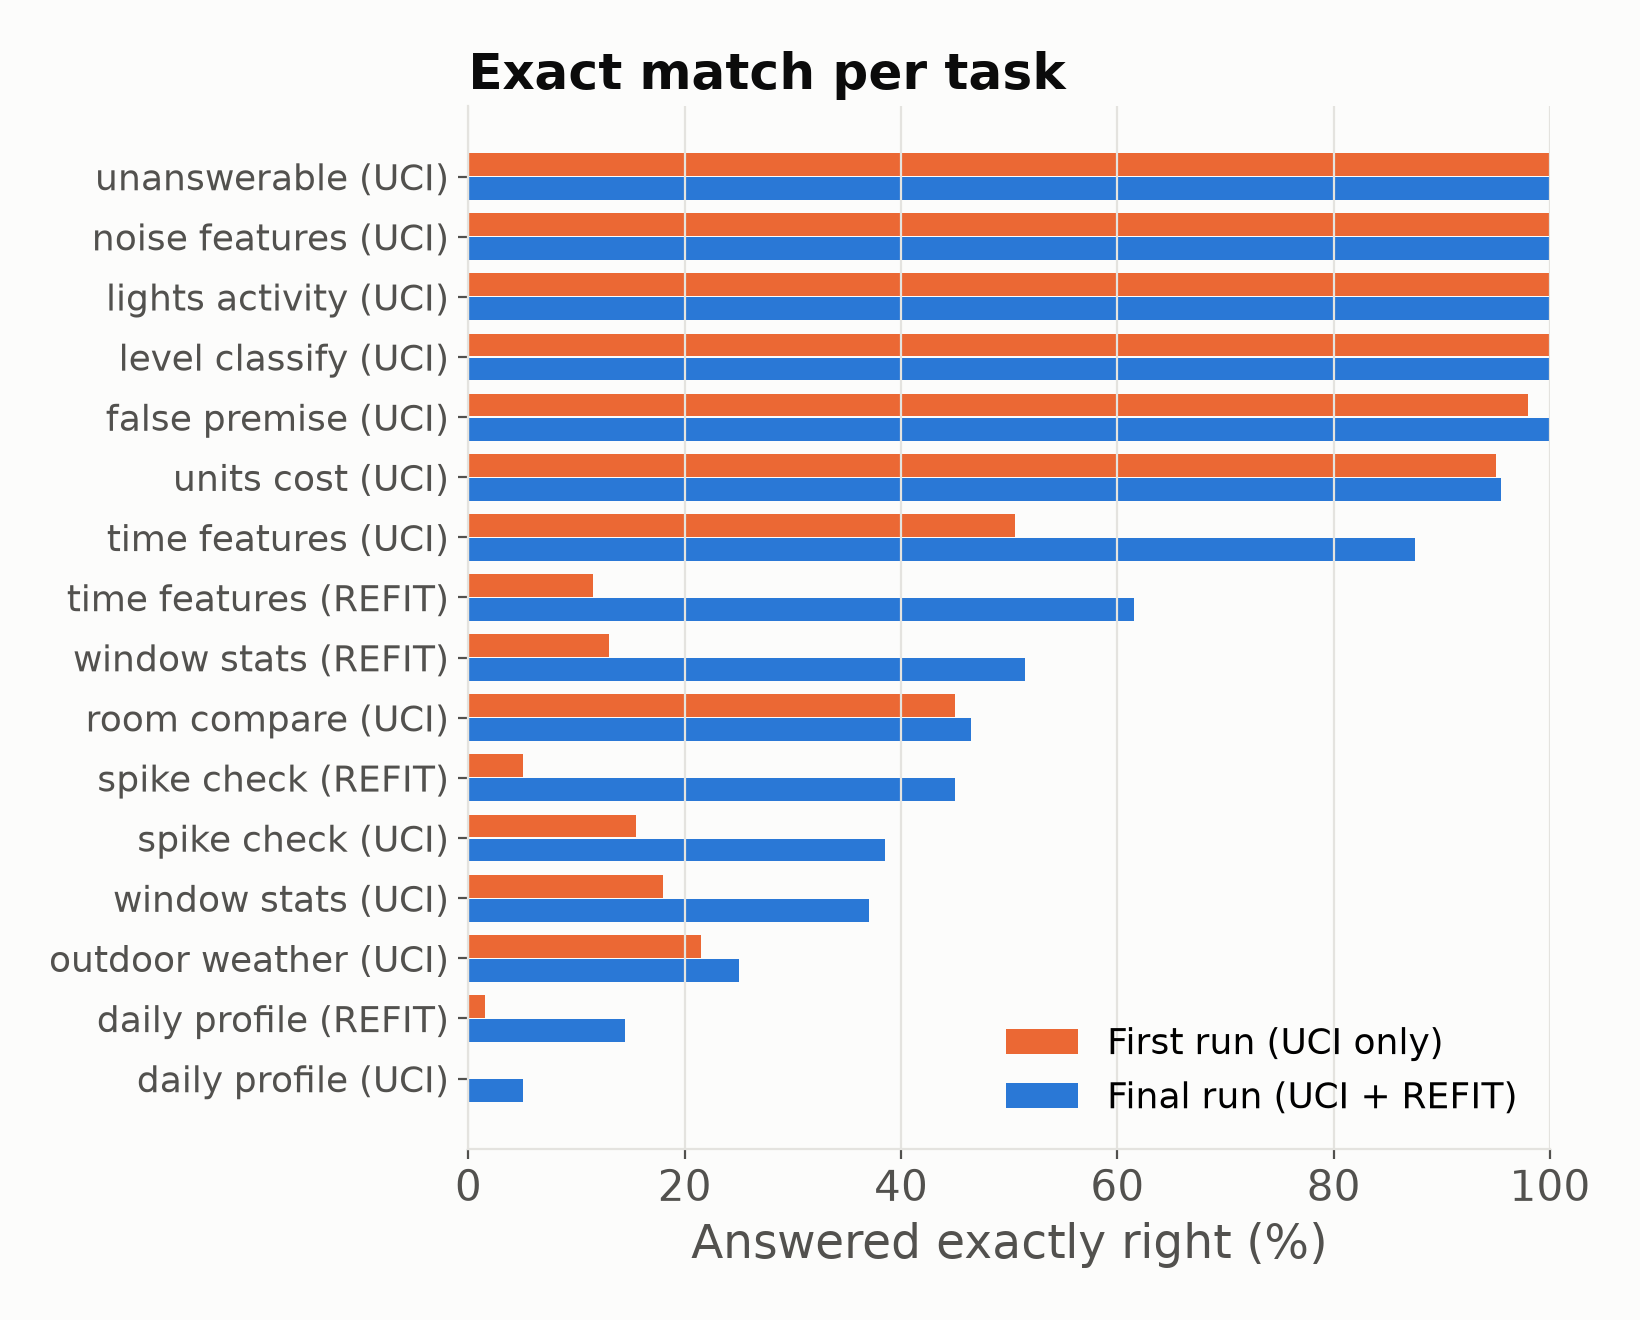 Exact match per task
unanswerable (UCI)
noise features (UCI)
lights activity (UCI)
level classify (UCI)
false premise (UCI)
units cost (UCI)
time features (UCI)
time features (REFIT)
window stats (REFIT)
room compare (UCI)
spike check (REFIT)
spike check (UCI)
window stats (UCI)
outdoor weather (UCI)
daily profile (REFIT)
daily profile (UCI)
First run (UCI only)
Final run (UCI + REFIT)
0 20 40 60 80 100
Answered exactly right (%)